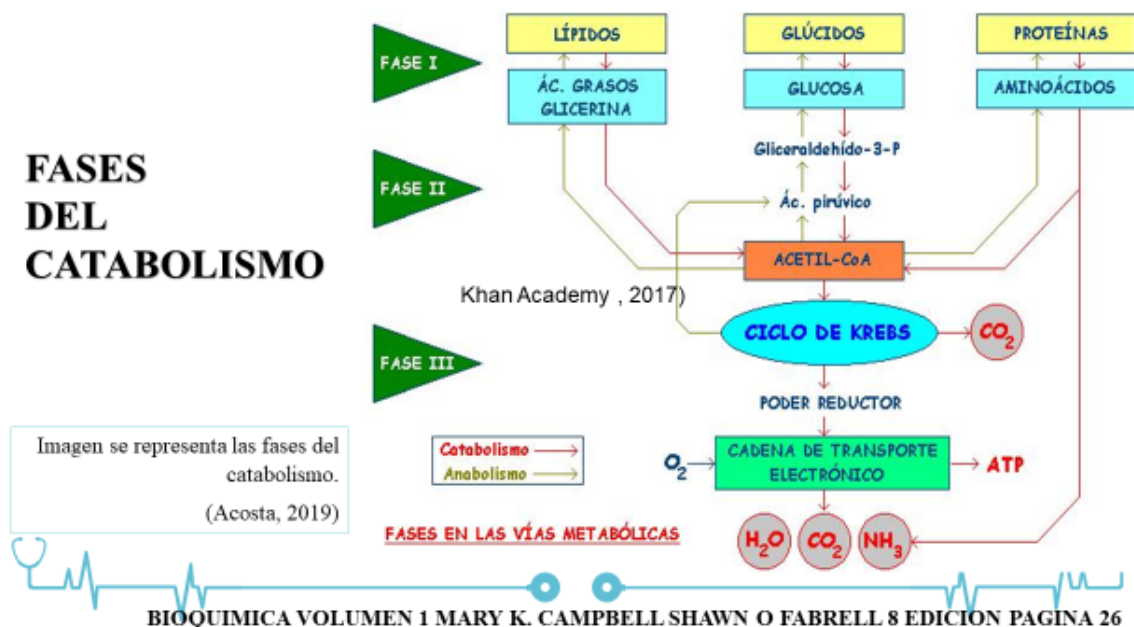 FASES
DEL
CATABOLISMO
Imagen se representa las fases del
catabolismo.
(Acosta, 2019)
FASE I
FASE II
FASE III
LÍPIDOS
GLÚCIDOS
PROTEÍNAS
ÁC. GRASOS
GLICERINA
GLUCOSA
AMINOÁCIDOS
Gliceraldehído-3-P
Ác. pirúvico
ACETIL-CoA
Khan Academy , 2017)
CICLO DE KREBS
CO2
PODER REDUCTOR
Catabolismo
Anabolismo
O2
CADENA DE TRANSPORTE
ELECTRÓNICO
ATP
FASES EN LAS VÍAS METABÓLICAS
H2O
CO2
NH3
BIOQUIMICA VOLUMEN 1 MARY K. CAMPBELL SHAWN O FABRELL 8 EDICION PAGINA 26